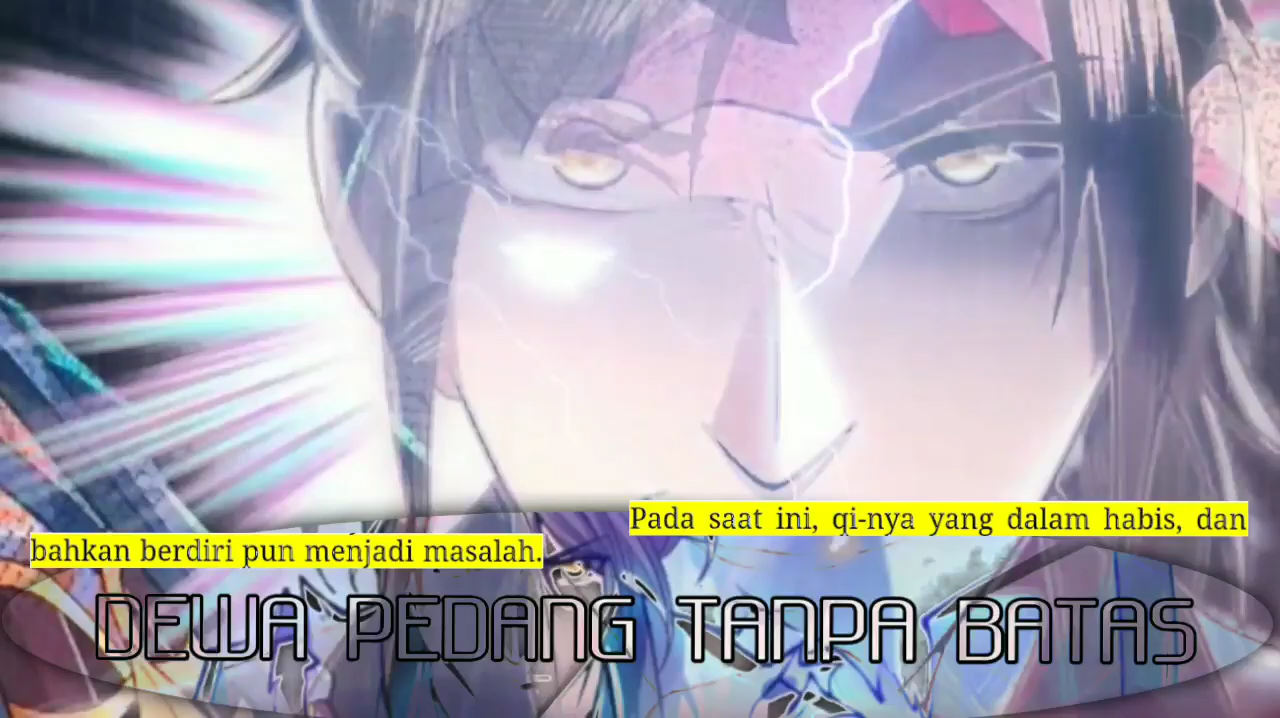 Pada saat ini, qi-nya yang dalam habis, dan
bahkan berdiri pun menjadi masalah.
DEWA PEDANG TANPA BATAS